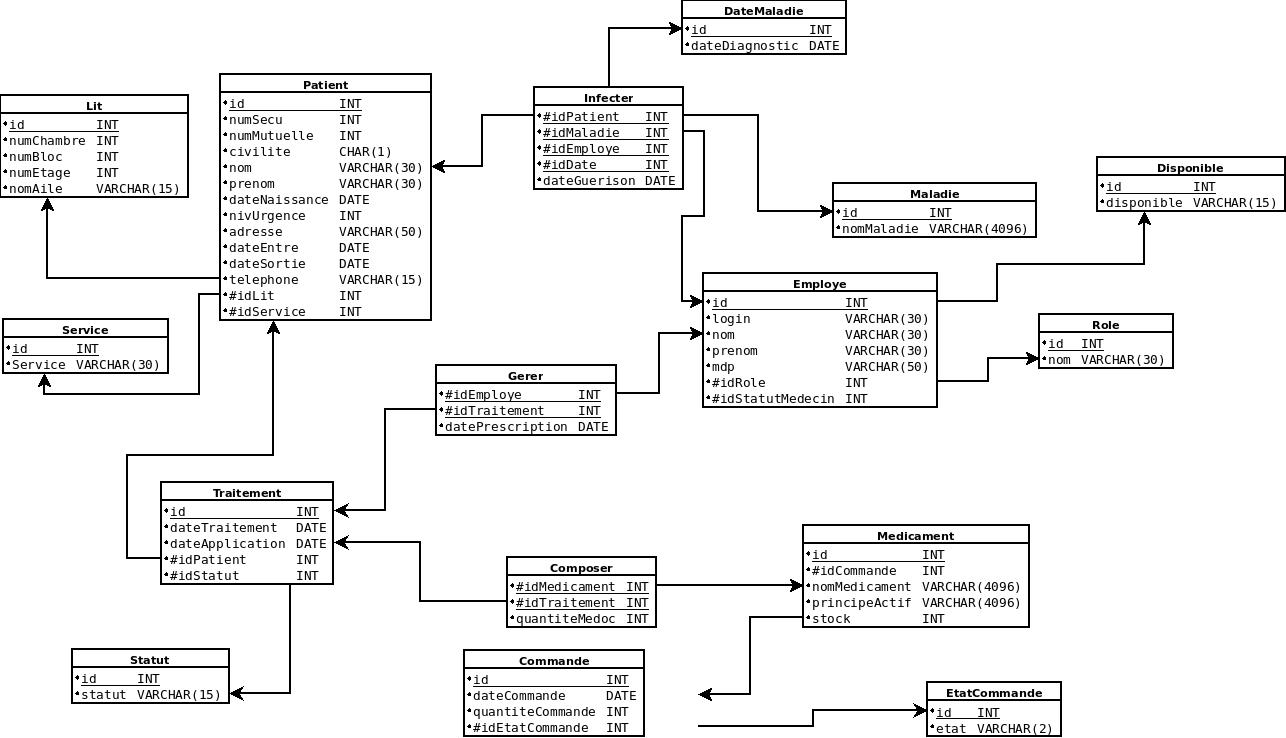 DateMaladie
id INT
dateDiagnostic DATE
Patient
id INT
numSecu INT
numMutuelle INT
civilite CHAR(1)
nom VARCHAR(30)
prenom VARCHAR(30)
dateNaissance DATE
nivUrgence INT
adresse VARCHAR(50)
dateEntre DATE
dateSortie DATE
telephone VARCHAR(15)
#idLit INT
#idService INT
Lit
id INT
numChambre INT
numBloc INT
numEtage INT
nomAile VARCHAR(15)
Infecter
#idPatient INT
#idMaladie INT
#idEmploye INT
#idDate INT
dateGuerison DATE
Disponible
id INT
disponible VARCHAR(15)
Maladie
id INT
nomMaladie VARCHAR(4096)
Employe
id INT
login VARCHAR(30)
nom VARCHAR(30)
prenom VARCHAR(30)
mdp VARCHAR(50)
#idRole INT
#idStatutMedecin INT
Role
id INT
nom VARCHAR(30)
Service
id INT
Service VARCHAR(30)
Gerer
#idEmploye INT
#idTraitement INT
datePrescription DATE
Traitement
id INT
dateTraitement DATE
dateApplication DATE
#idPatient INT
#idStatut INT
Composer
#idMedicament INT
#idTraitement INT
quantiteMedoc INT
Medicament
id INT
#idCommande INT
nomMedicament VARCHAR(4096)
principeActif VARCHAR(4096)
stock INT
Statut
id INT
statut VARCHAR(15)
Commande
id INT
dateCommande DATE
quantiteCommande INT
#idEtatCommande INT
EtatCommande
id INT
etat VARCHAR(2)